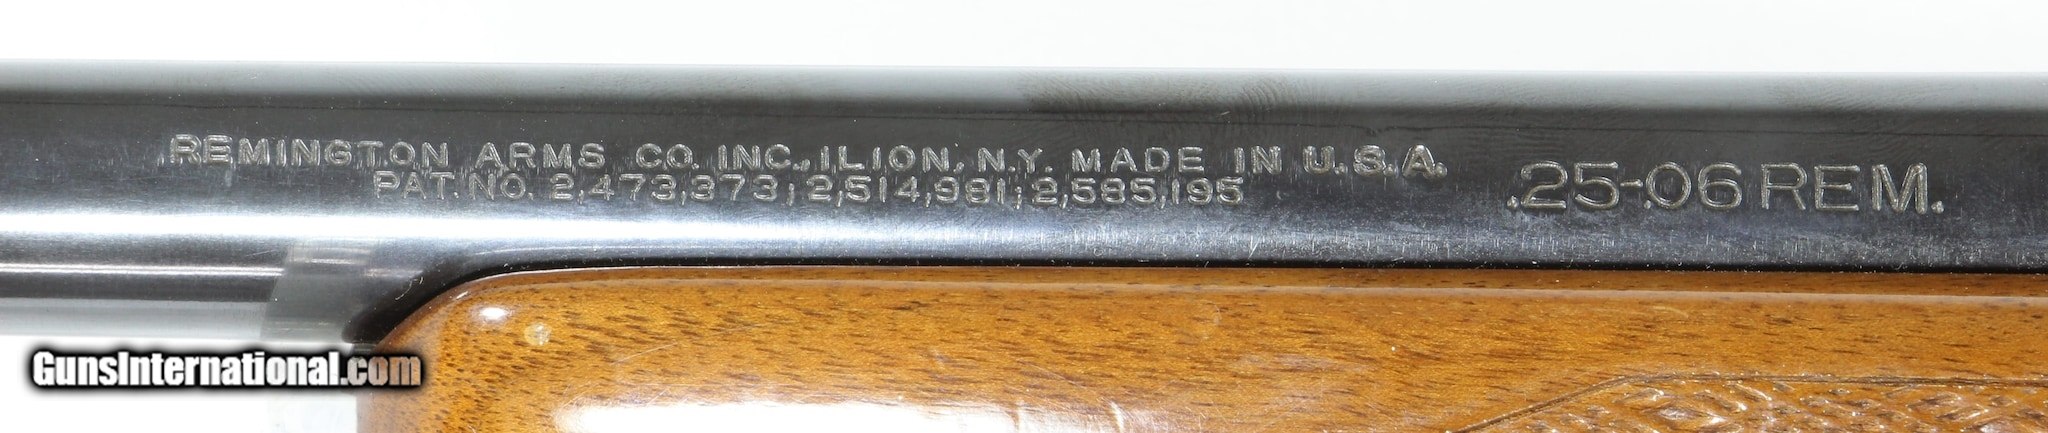 REMINGTON ARMS CO. INC., ILION, N.Y. MADE IN U.S.A.
PAT. NO. 2,473,373; 2,514,981; 2,585,195
.25-06 REM.
GunsInternational.com